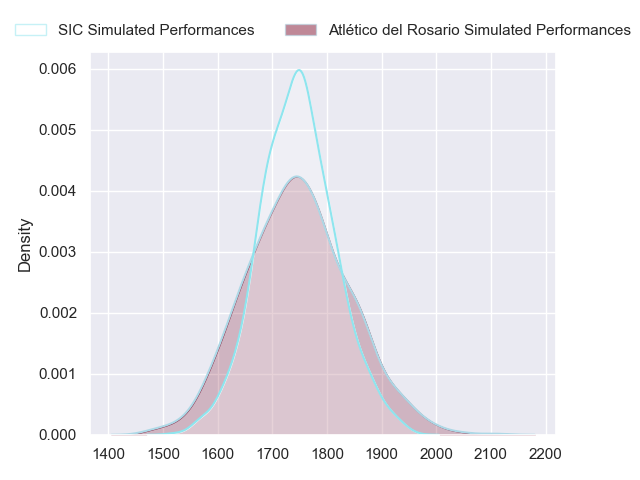 SIC Simulated Performances
Atlético del Rosario Simulated Performances
0.006
0.005
0.004
0.003
0.002
0.001
0.000
Density
1400 1500 1600 1700 1800 1900 2000 2100 2200